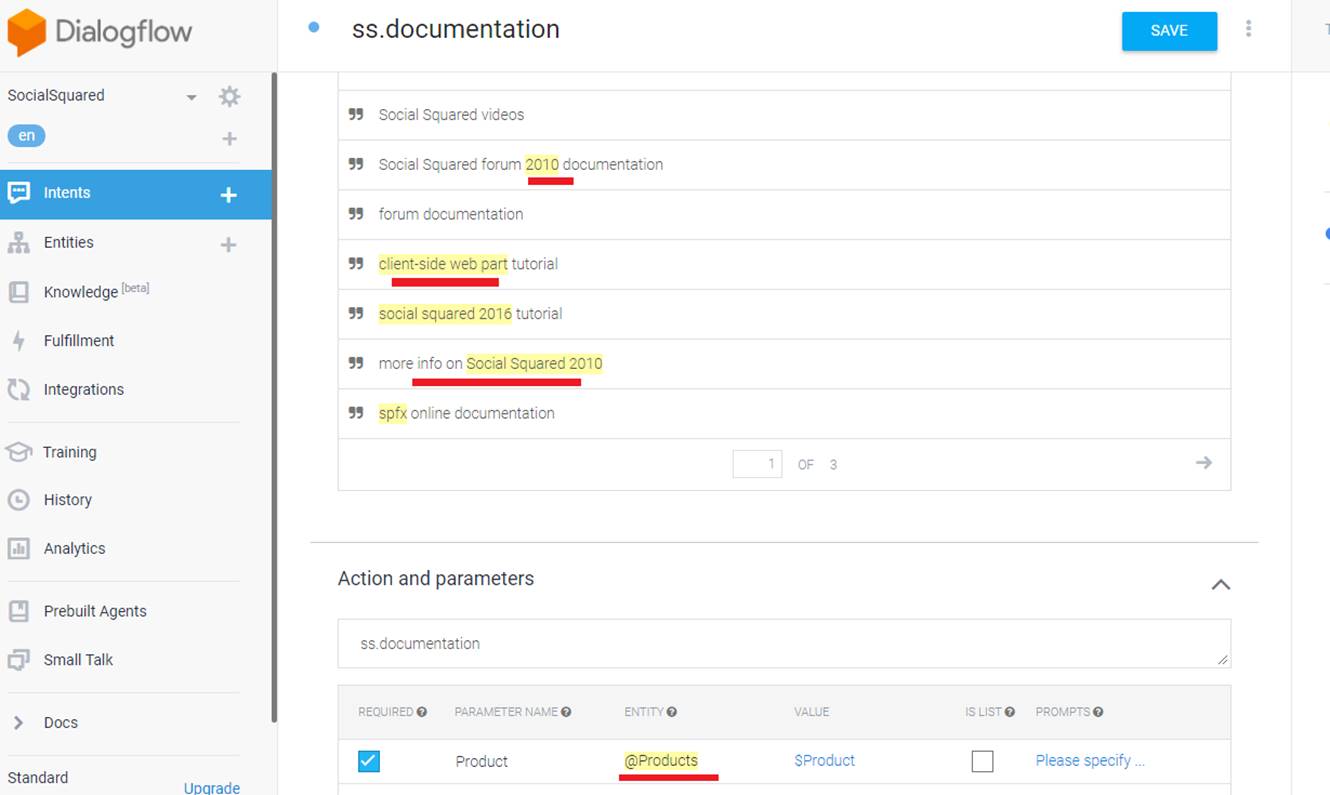 Dialogflow
SocialSquared
en
Intents
Entities
Knowledge [beta]
Fulfillment
Integrations
Training
History
Analytics
Prebuilt Agents
Small Talk
Docs
Standard
Upgrade
ss.documentation
SAVE
Social Squared videos
Social Squared forum 2010 documentation
forum documentation
client-side web part tutorial
social squared 2016 tutorial
more info on Social Squared 2010
spfx online documentation
1 OF 3
Action and parameters
ss.documentation
REQUIRED PARAMETER NAME ENTITY VALUE IS LIST PROMPTS
Product @Products $Product Please specify ...